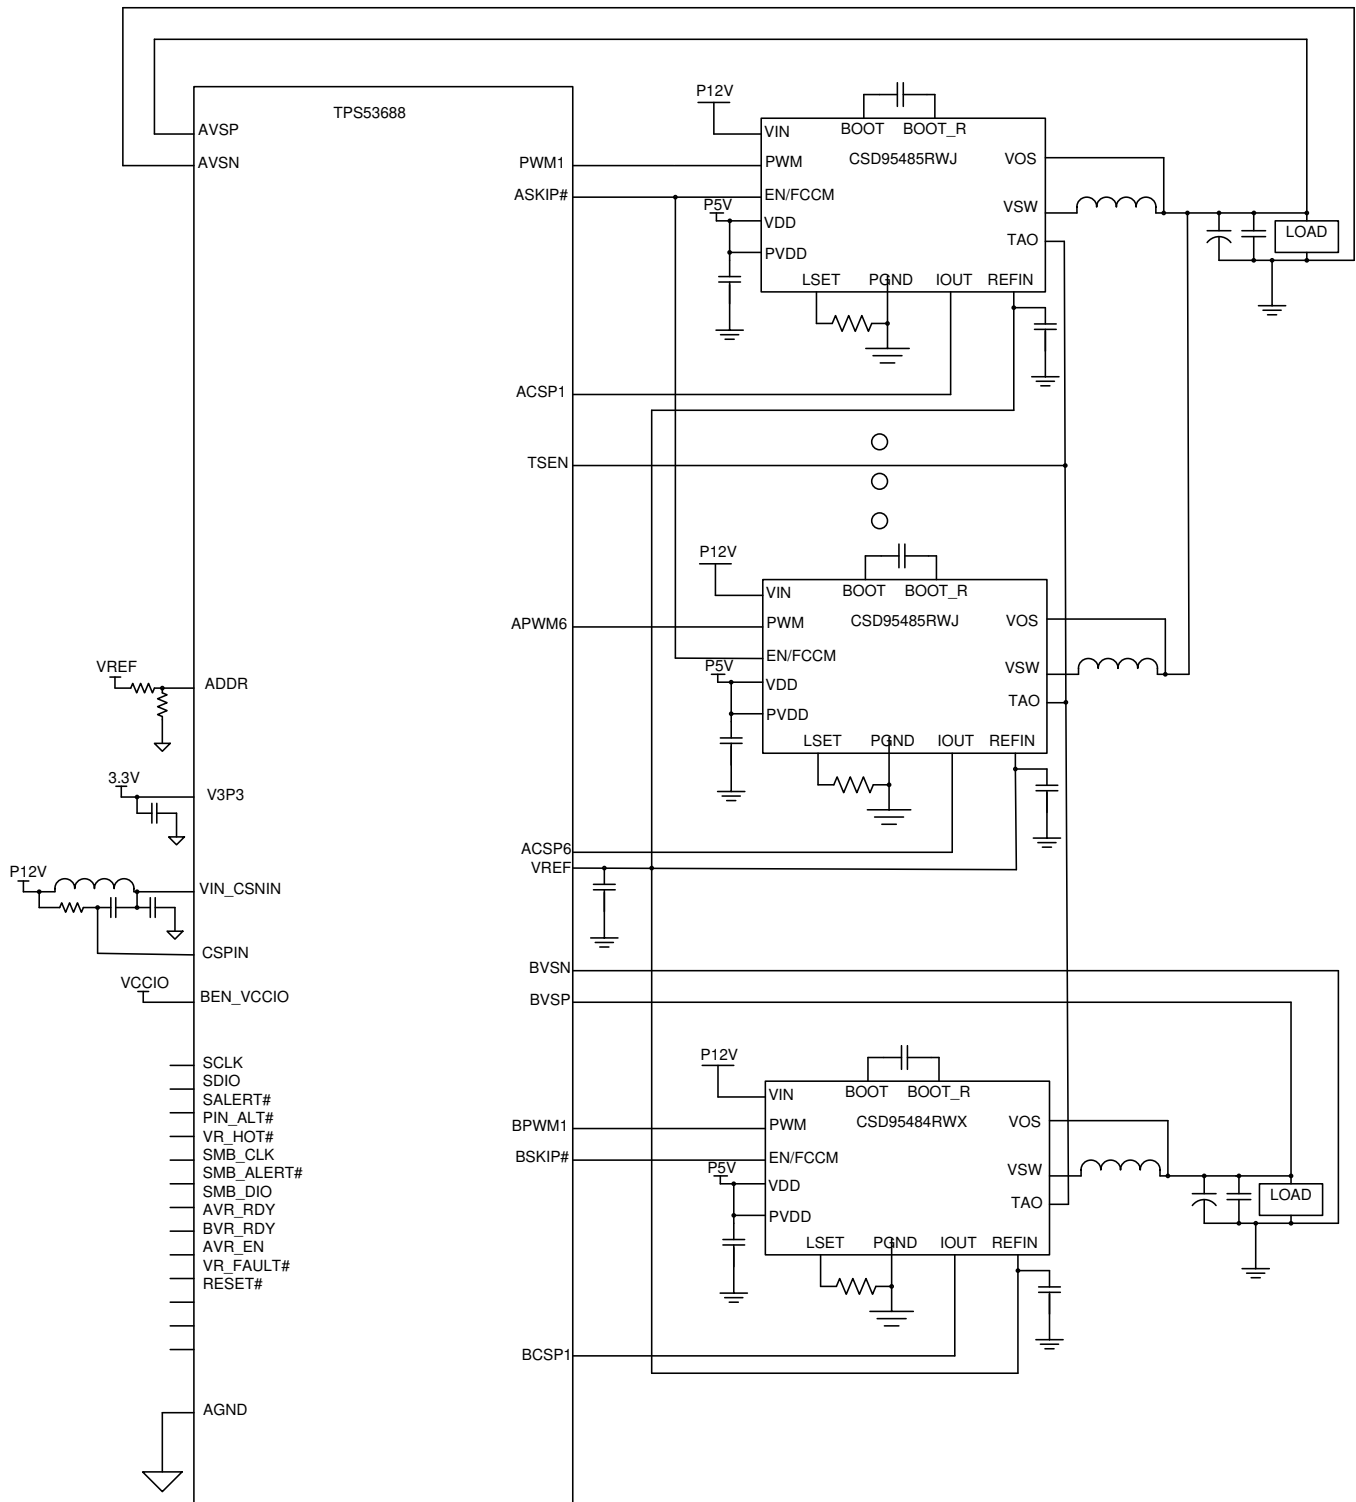 TPS53688
AVSP
AVSN
PWM1
ASKIP#
ACSP1
TSEN
APWM6
ADDR
VREF
V3P3
3.3V
ACSP6
VREF
P12V
VIN_CSNIN
CSPIN
VCCIO
BEN_VCCIO
BVSN
BVSP
SCLK
SDIO
SALERT#
PIN_ALT#
VR_HOT#
SMB_CLK
SMB_ALERT#
SMB_DIO
AVR_RDY
BVR_RDY
AVR_EN
VR_FAULT#
RESET#
BPWM1
BSKIP#
BCSP1
AGND
P12V
BOOT BOOT_R
VIN
CSD95485RWJ
PWM
VOS
EN/FCCM
P5V
VDD
VSW
PVDD
TAO
LSET PGND IOUT REFIN
LOAD
P12V
BOOT BOOT_R
VIN
CSD95485RWJ
PWM
VOS
EN/FCCM
P5V
VDD
VSW
PVDD
TAO
LSET PGND IOUT REFIN
P12V
BOOT BOOT_R
VIN
CSD95484RWX
PWM
VOS
EN/FCCM
P5V
VDD
VSW
PVDD
TAO
LSET PGND IOUT REFIN
LOAD